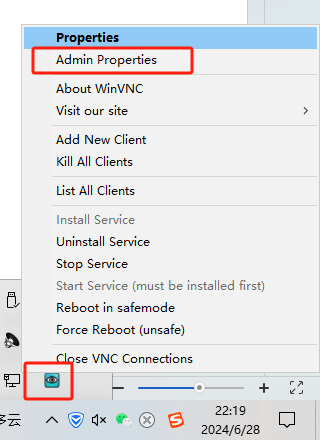 Properties
Admin Properties
About WinVNC
Visit our site
Add New Client
Kill All Clients
List All Clients
Install Service
Uninstall Service
Stop Service
Start Service (must be installed first)
Reboot in safemode
Force Reboot (unsafe)
Close VNC Connections
多云
22:19
2024/6/28